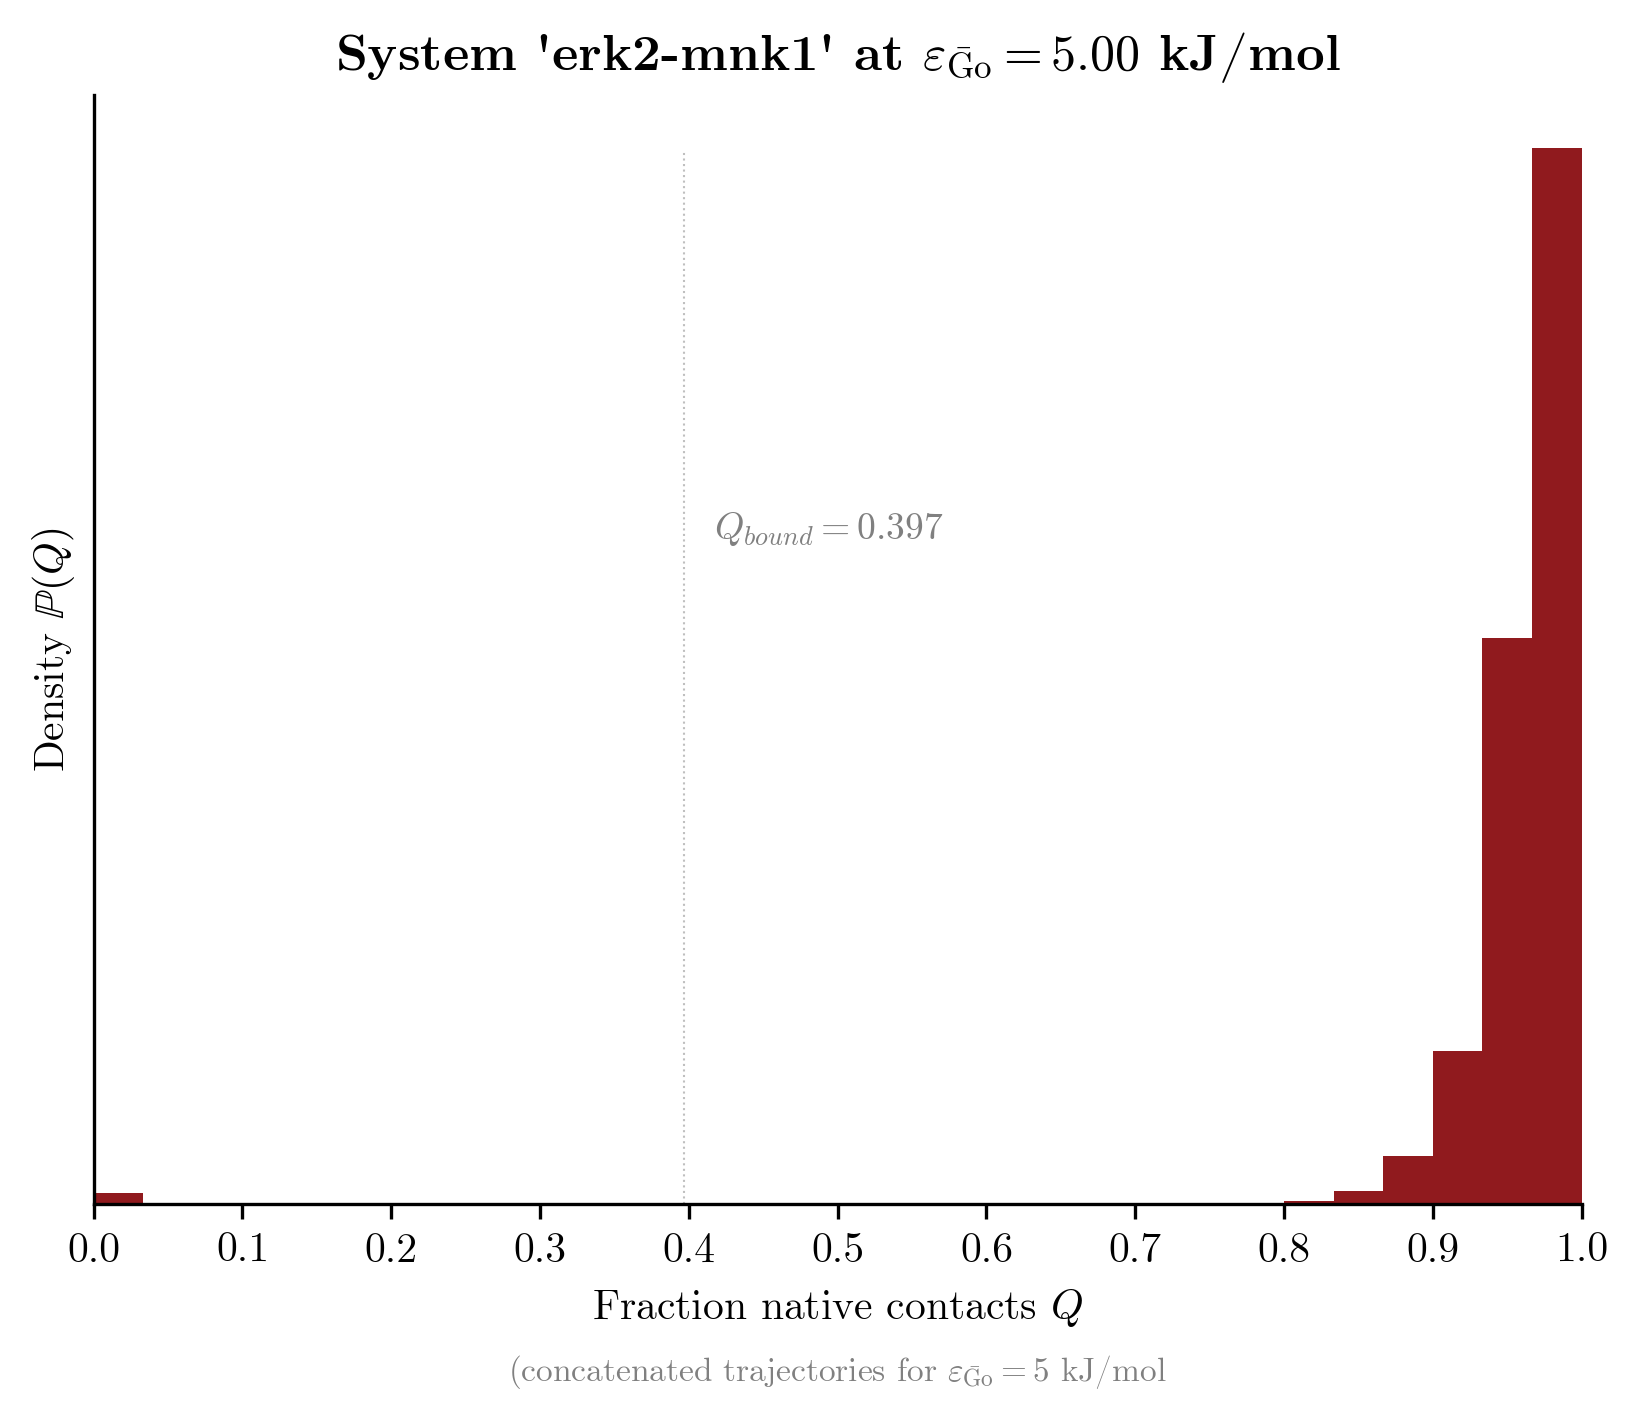 System 'erk2-mnk1' at ε_Ḡo = 5.00 kJ/mol
Density ℙ(Q)
Q_bound = 0.397
0.0 0.1 0.2 0.3 0.4 0.5 0.6 0.7 0.8 0.9 1.0
Fraction native contacts Q
(concatenated trajectories for ε_Ḡo = 5 kJ/mol